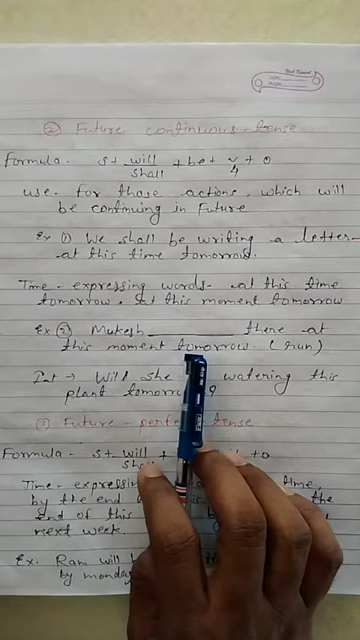 ② Future continuous tense
Formula- S+ will/shall + be + V4 + O
use- for those actions, which will
be continuing in Future
Ex ① We shall be writing a letter
at this time tomorrow.
Time- expressing words- at this time
tomorrow, at this moment tomorrow
Ex ② Mukesh ________ there at
this moment tomorrow. (run)
Int → Will she watering this
plant tomorrow ?
③ Future- perfect tense
Formula- S+ will + + O
Time- time,
by the end the
end of this
next week.
Ex. Ram will
by monday